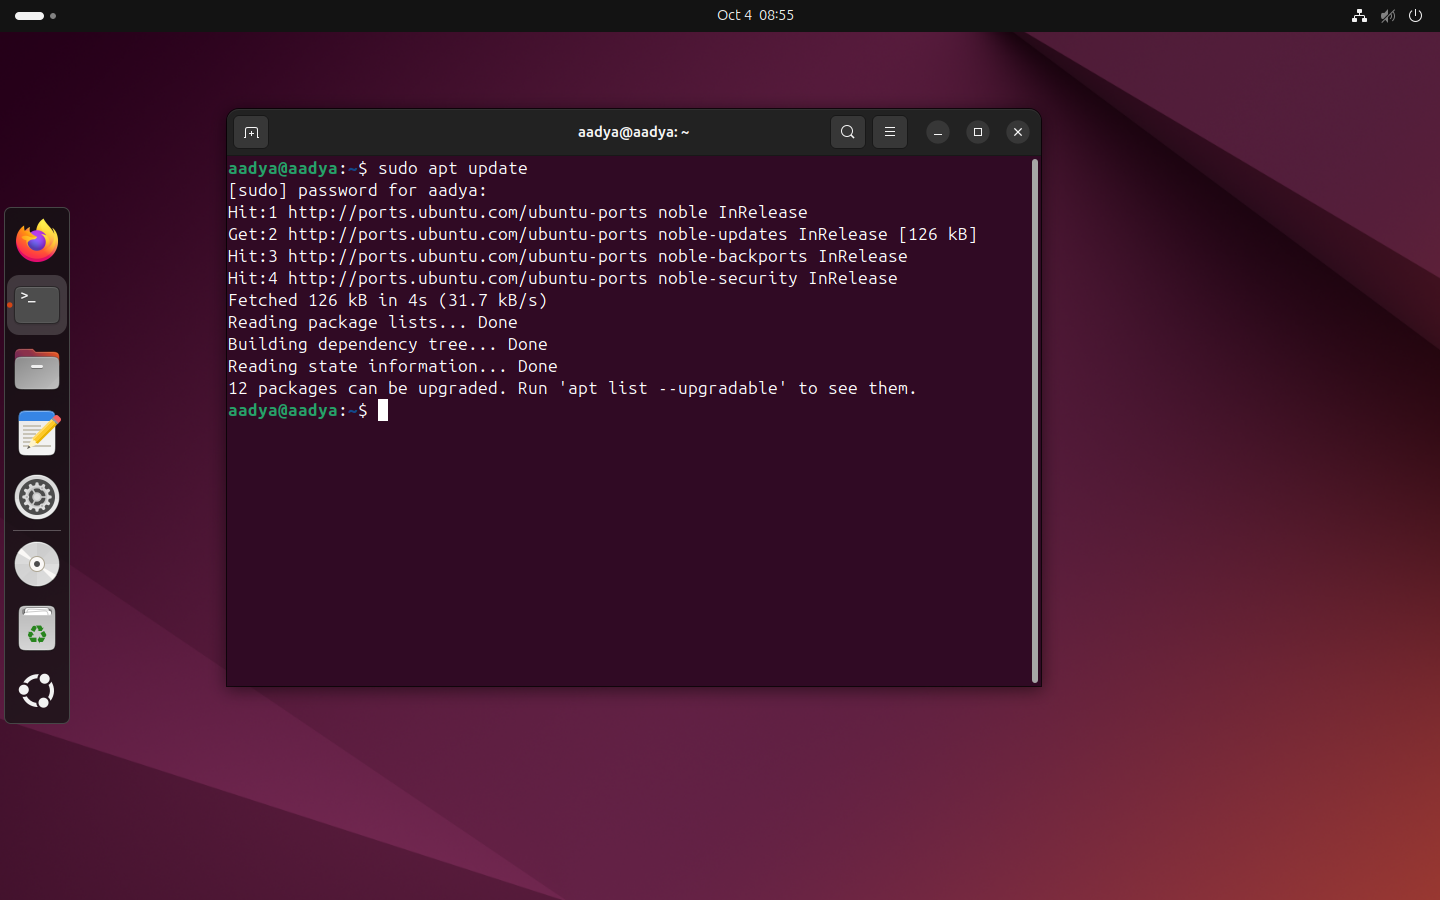 Oct 4 08:55
aadya@aadya: ~
aadya@aadya:~$ sudo apt update
[sudo] password for aadya:
Hit:1 http://ports.ubuntu.com/ubuntu-ports noble InRelease
Get:2 http://ports.ubuntu.com/ubuntu-ports noble-updates InRelease [126 kB]
Hit:3 http://ports.ubuntu.com/ubuntu-ports noble-backports InRelease
Hit:4 http://ports.ubuntu.com/ubuntu-ports noble-security InRelease
Fetched 126 kB in 4s (31.7 kB/s)
Reading package lists... Done
Building dependency tree... Done
Reading state information... Done
12 packages can be upgraded. Run 'apt list --upgradable' to see them.
aadya@aadya:~$
>_